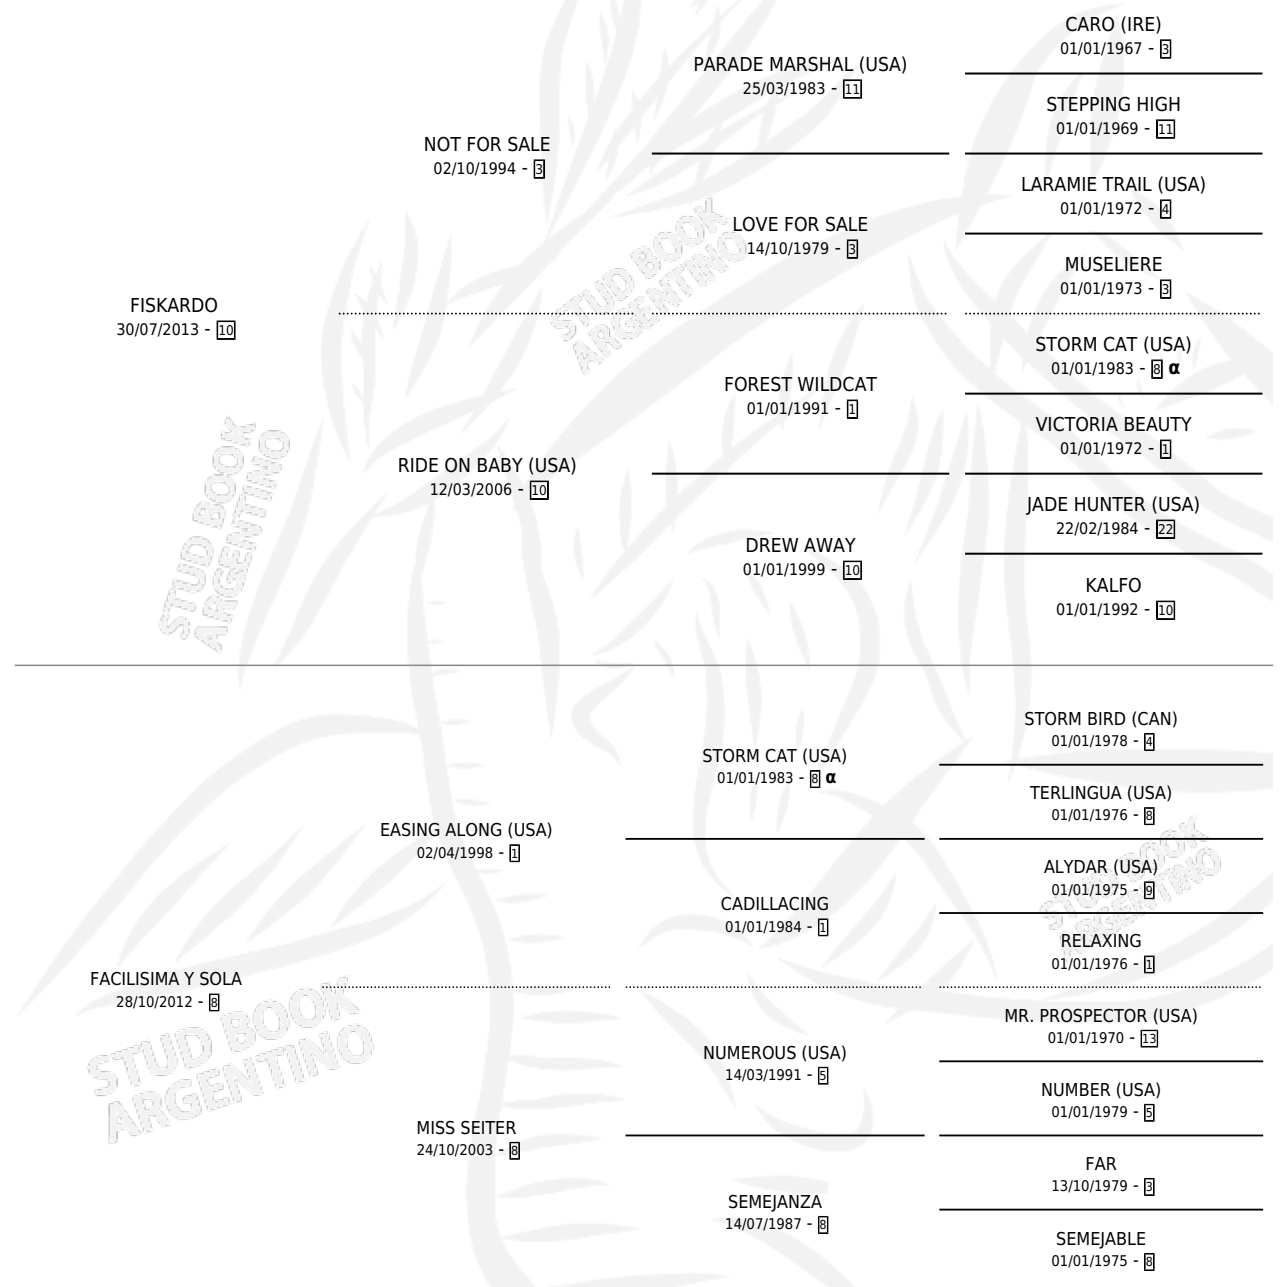 CARO (IRE)
01/01/1967 - 3
PARADE MARSHAL (USA)
25/03/1983 - 11
STEPPING HIGH
01/01/1969 - 11
NOT FOR SALE
02/10/1994 - 3
LARAMIE TRAIL (USA)
01/01/1972 - 4
LOVE FOR SALE
14/10/1979 - 3
MUSELIERE
01/01/1973 - 3
FISKARDO
30/07/2013 - 10
STORM CAT (USA)
01/01/1983 - 8 α
FOREST WILDCAT
01/01/1991 - 1
VICTORIA BEAUTY
01/01/1972 - 1
RIDE ON BABY (USA)
12/03/2006 - 10
JADE HUNTER (USA)
22/02/1984 - 22
DREW AWAY
01/01/1999 - 10
KALFO
01/01/1992 - 10
STORM BIRD (CAN)
01/01/1978 - 4
STORM CAT (USA)
01/01/1983 - 8 α
TERLINGUA (USA)
01/01/1976 - 8
EASING ALONG (USA)
02/04/1998 - 1
ALYDAR (USA)
01/01/1975 - 9
CADILLACING
01/01/1984 - 1
RELAXING
01/01/1976 - 1
FACILISIMA Y SOLA
28/10/2012 - 8
MR. PROSPECTOR (USA)
01/01/1970 - 13
NUMEROUS (USA)
14/03/1991 - 5
NUMBER (USA)
01/01/1979 - 5
MISS SEITER
24/10/2003 - 8
FAR
13/10/1979 - 3
SEMEJANZA
14/07/1987 - 8
SEMEJABLE
01/01/1975 - 8
STUD BOOK
ARGENTINO
STUD BOOK
ARGENTINO
STUD BOOK
ARGENTINO
STUD BOOK
ARGENTINO